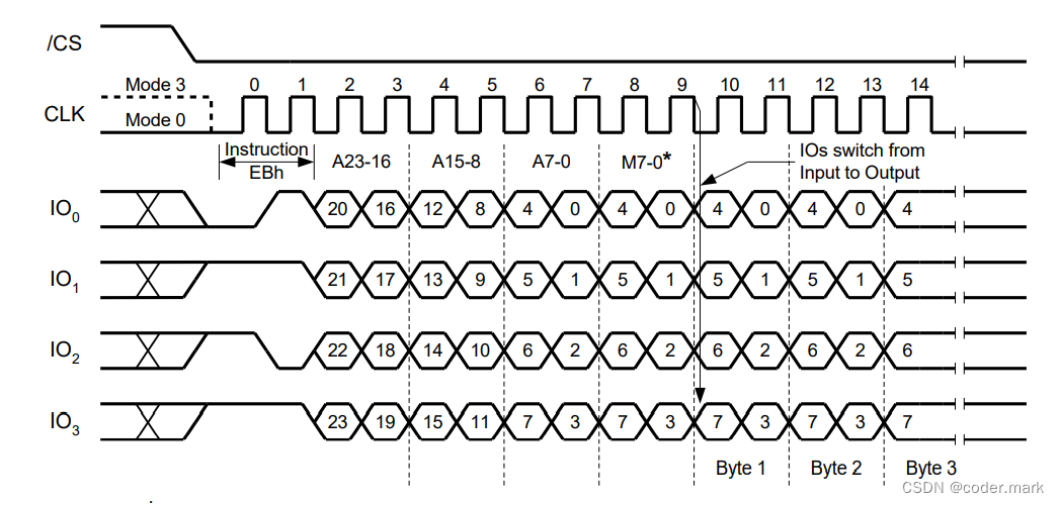 /CS
Mode 3 0 1 2 3 4 5 6 7 8 9 10 11 12 13 14
CLK
Mode 0
Instruction IOs switch from
A23-16 A15-8 A7-0 M7-0*
EBh Input to Output
IO0 20 16 12 8 4 0 4 0 4 0 4 0 4
IO1 21 17 13 9 5 1 5 1 5 1 5 1 5
IO2 22 18 14 10 6 2 6 2 6 2 6 2 6
IO3 23 19 15 11 7 3 7 3 7 3 7 3 7
Byte 1 Byte 2 Byte 3
CSDN @coder.mark